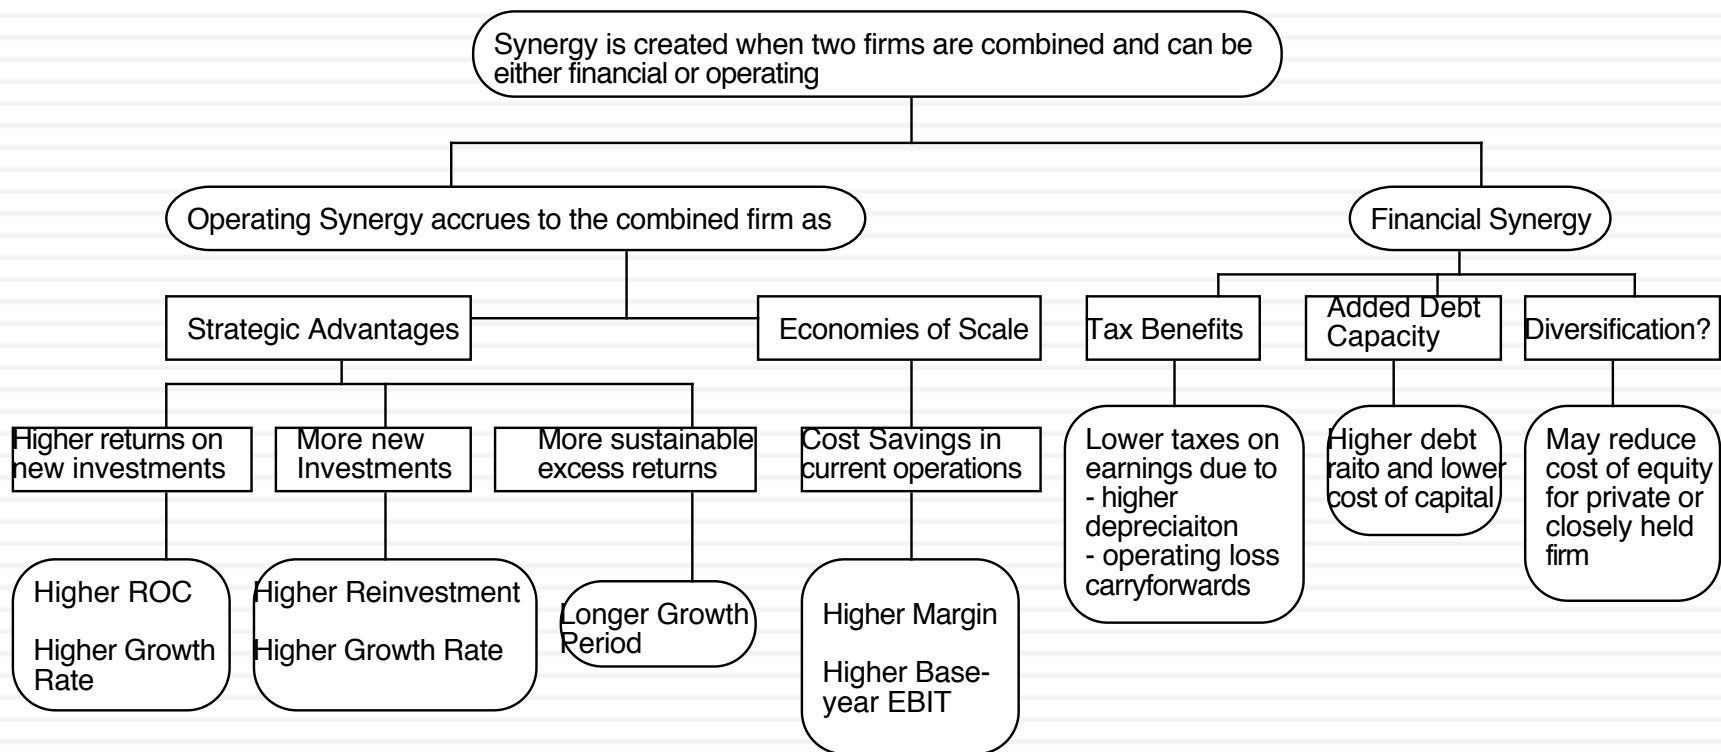 Synergy is created when two firms are combined and can be
either financial or operating
Operating Synergy accrues to the combined firm as
Financial Synergy
Strategic Advantages
Economies of Scale
Tax Benefits
Added Debt
Capacity
Diversification?
Higher returns on
new investments
More new
Investments
More sustainable
excess returns
Cost Savings in
current operations
Lower taxes on
earnings due to
- higher
depreciaiton
- operating loss
carryforwards
Higher debt
raito and lower
cost of capital
May reduce
cost of equity
for private or
closely held
firm
Higher ROC
Higher Growth
Rate
Higher Reinvestment
Higher Growth Rate
Longer Growth
Period
Higher Margin
Higher Base-
year EBIT